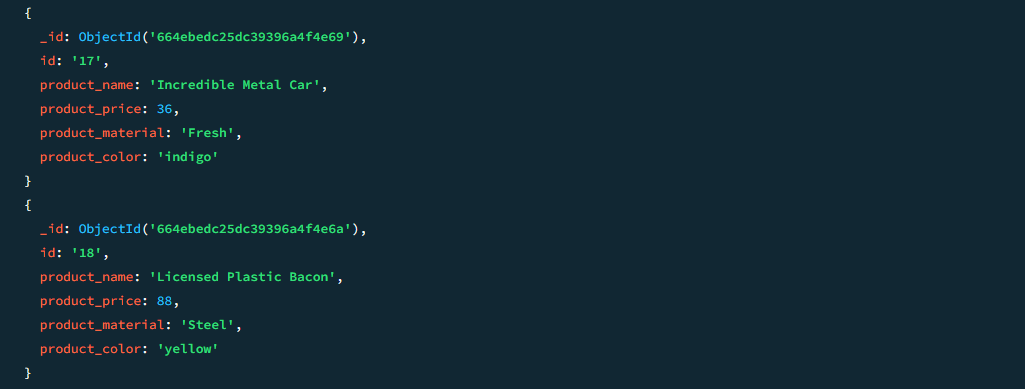 {
_id: ObjectId('664ebedc25dc39396a4f4e69'),
id: '17',
product_name: 'Incredible Metal Car',
product_price: 36,
product_material: 'Fresh',
product_color: 'indigo'
}
{
_id: ObjectId('664ebedc25dc39396a4f4e6a'),
id: '18',
product_name: 'Licensed Plastic Bacon',
product_price: 88,
product_material: 'Steel',
product_color: 'yellow'
}